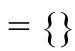 = {}